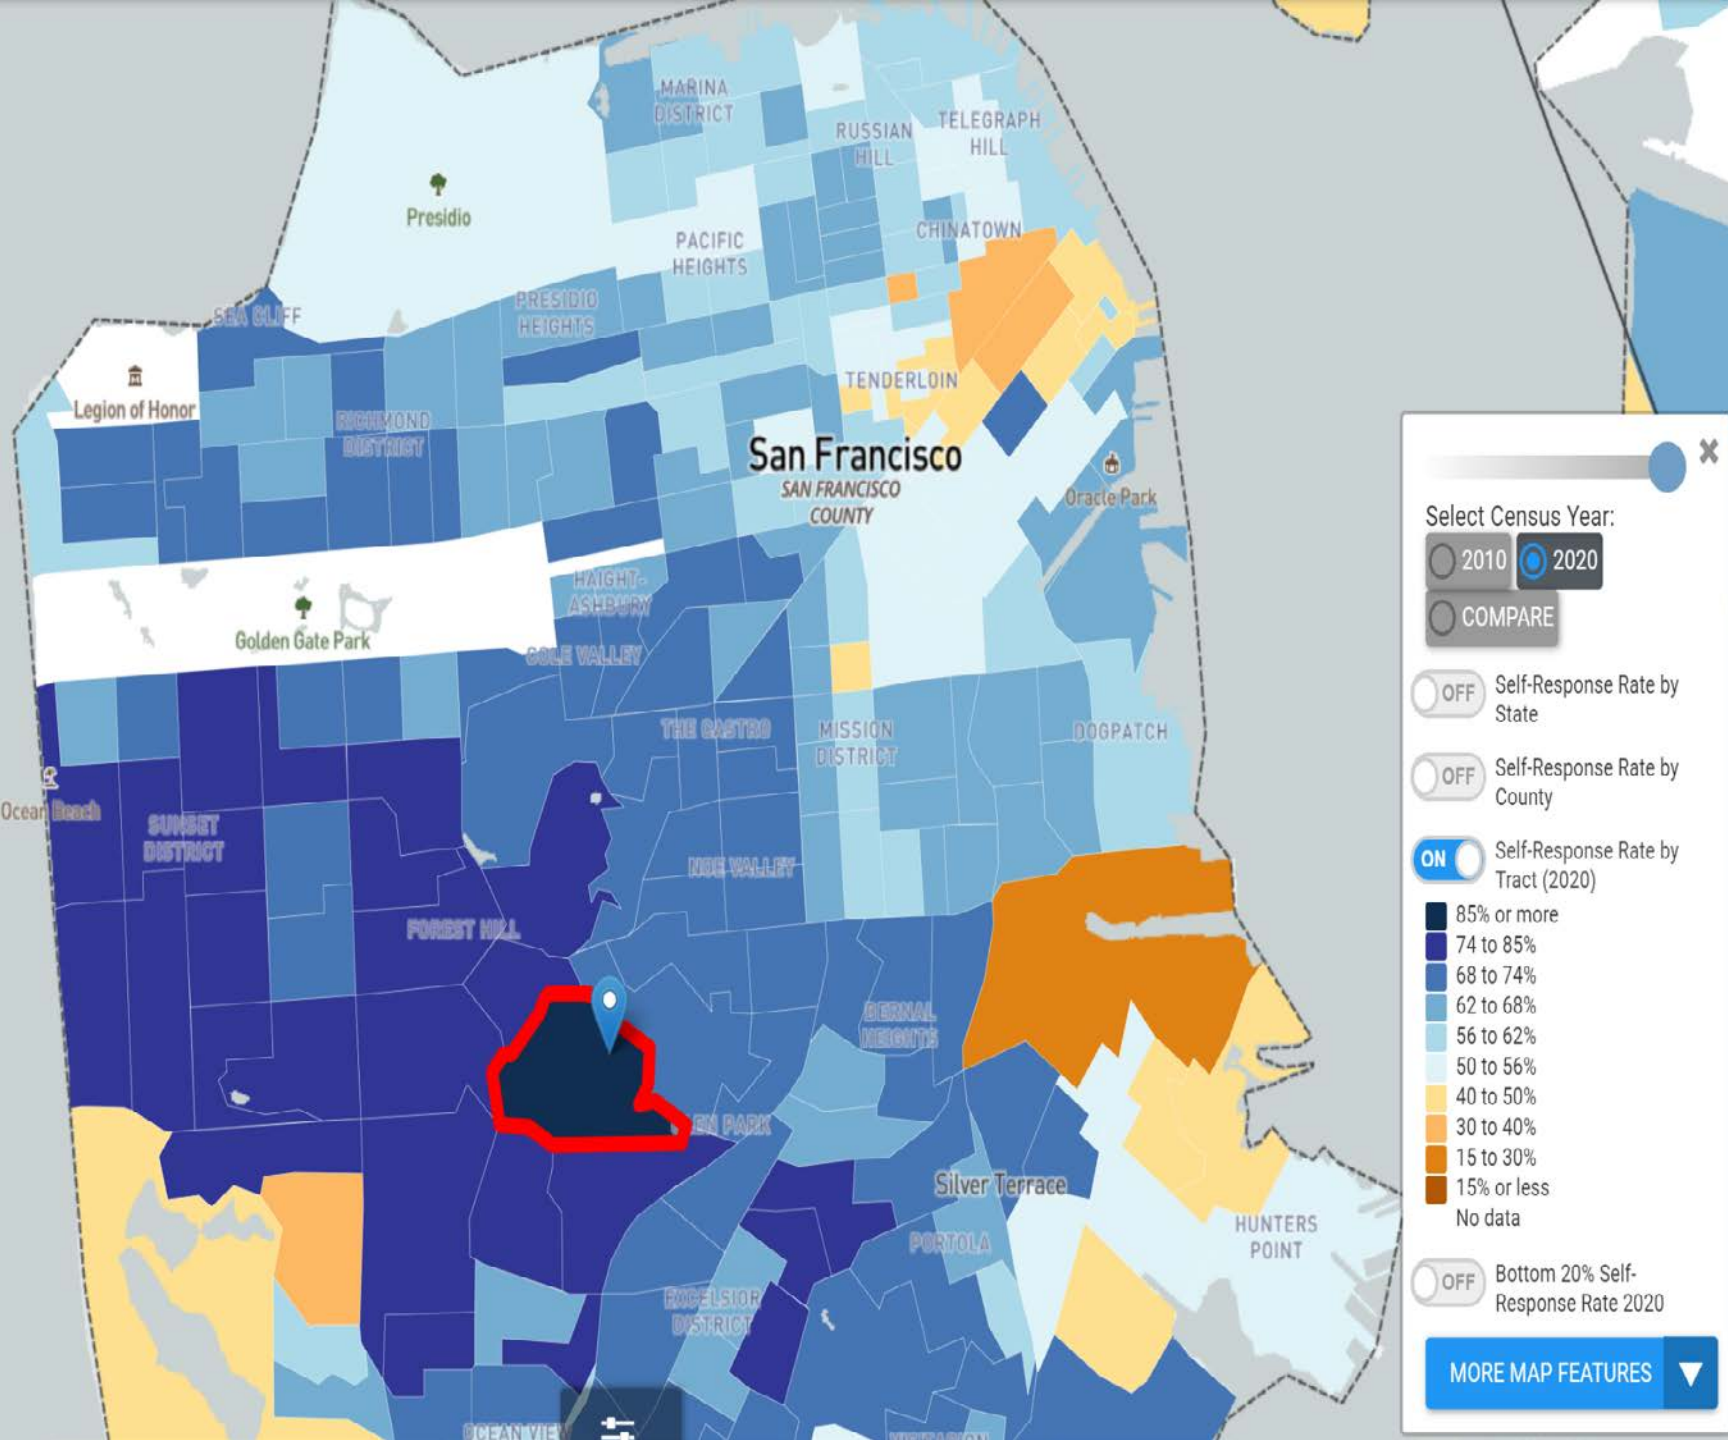 MARINA
DISTRICT
RUSSIAN
HILL
TELEGRAPH
HILL
Presidio
CHINATOWN
PACIFIC
HEIGHTS
PRESIDIO
HEIGHTS
SEA CLIFF
TENDERLOIN
Legion of Honor
RICHMOND
DISTRICT
San Francisco
SAN FRANCISCO
COUNTY
Oracle Park
HAIGHT-
ASHBURY
Golden Gate Park
COLE VALLEY
THE CASTRO
MISSION
DISTRICT
DOGPATCH
Ocean Beach
SUNSET
DISTRICT
NOE VALLEY
FOREST HILL
BERNAL
HEIGHTS
LEN PARK
Silver Terrace
PORTOLA
HUNTERS
POINT
EXCELSIOR
DISTRICT
OCEAN VIEW
Select Census Year:
2010
2020
COMPARE
OFF
Self-Response Rate by
State
OFF
Self-Response Rate by
County
ON
Self-Response Rate by
Tract (2020)
85% or more
74 to 85%
68 to 74%
62 to 68%
56 to 62%
50 to 56%
40 to 50%
30 to 40%
15 to 30%
15% or less
No data
OFF
Bottom 20% Self-
Response Rate 2020
MORE MAP FEATURES